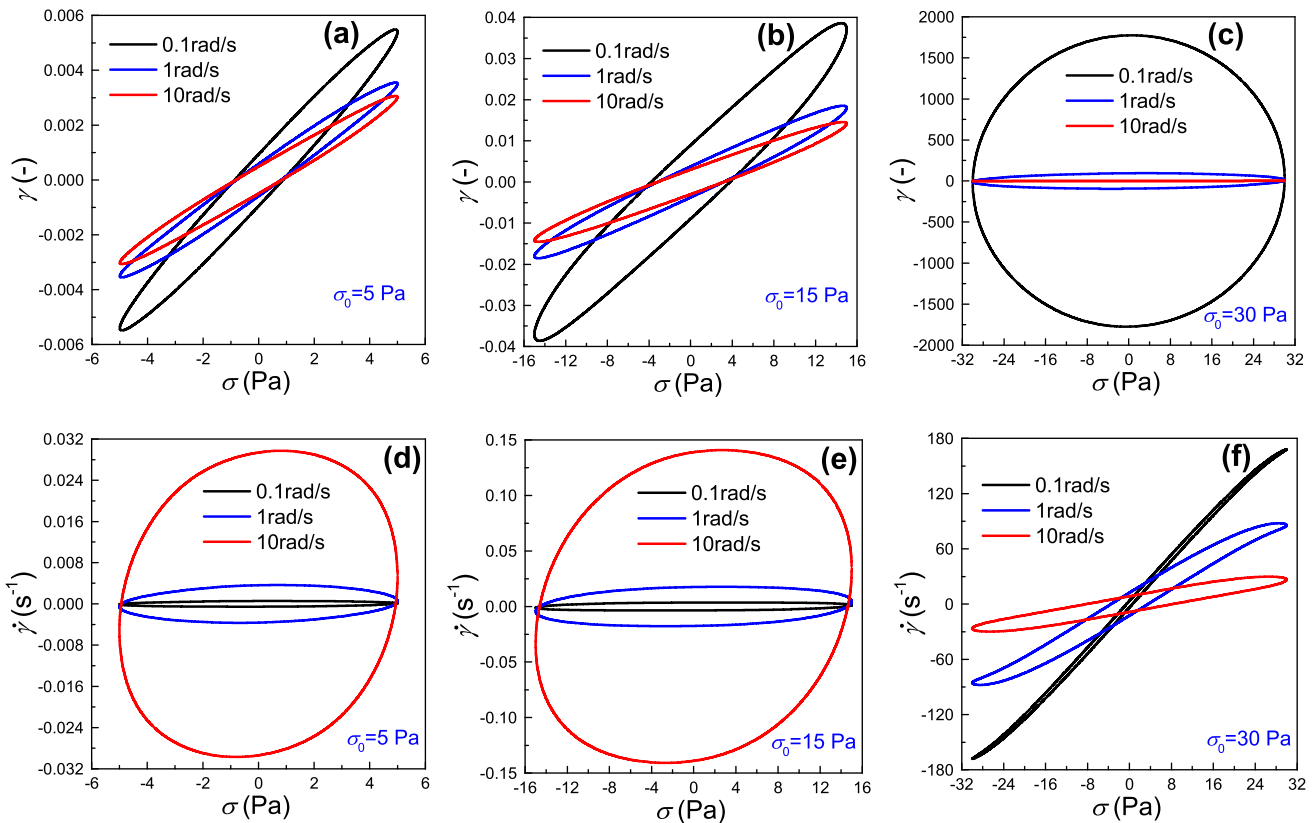 (a)
0.1rad/s
1rad/s
10rad/s
0.006
0.004
0.002
0.000
-0.002
-0.004
-0.006
γ (-)
σ₀=5 Pa
-6 -4 -2 0 2 4 6
σ (Pa)
(b)
0.1rad/s
1rad/s
10rad/s
0.04
0.03
0.02
0.01
0.00
-0.01
-0.02
-0.03
-0.04
γ (-)
σ₀=15 Pa
-16 -12 -8 -4 0 4 8 12 16
σ (Pa)
(c)
0.1rad/s
1rad/s
10rad/s
2000
1500
1000
500
0
-500
-1000
-1500
-2000
γ (-)
σ₀=30 Pa
-32 -24 -16 -8 0 8 16 24 32
σ (Pa)
(d)
0.1rad/s
1rad/s
10rad/s
0.032
0.024
0.016
0.008
0.000
-0.008
-0.016
-0.024
-0.032
γ̇ (s⁻¹)
σ₀=5 Pa
-6 -4 -2 0 2 4 6
σ (Pa)
(e)
0.1rad/s
1rad/s
10rad/s
0.15
0.10
0.05
0.00
-0.05
-0.10
-0.15
γ̇ (s⁻¹)
σ₀=15 Pa
-16 -12 -8 -4 0 4 8 12 16
σ (Pa)
(f)
0.1rad/s
1rad/s
10rad/s
180
120
60
0
-60
-120
-180
γ̇ (s⁻¹)
σ₀=30 Pa
-32 -24 -16 -8 0 8 16 24 32
σ (Pa)